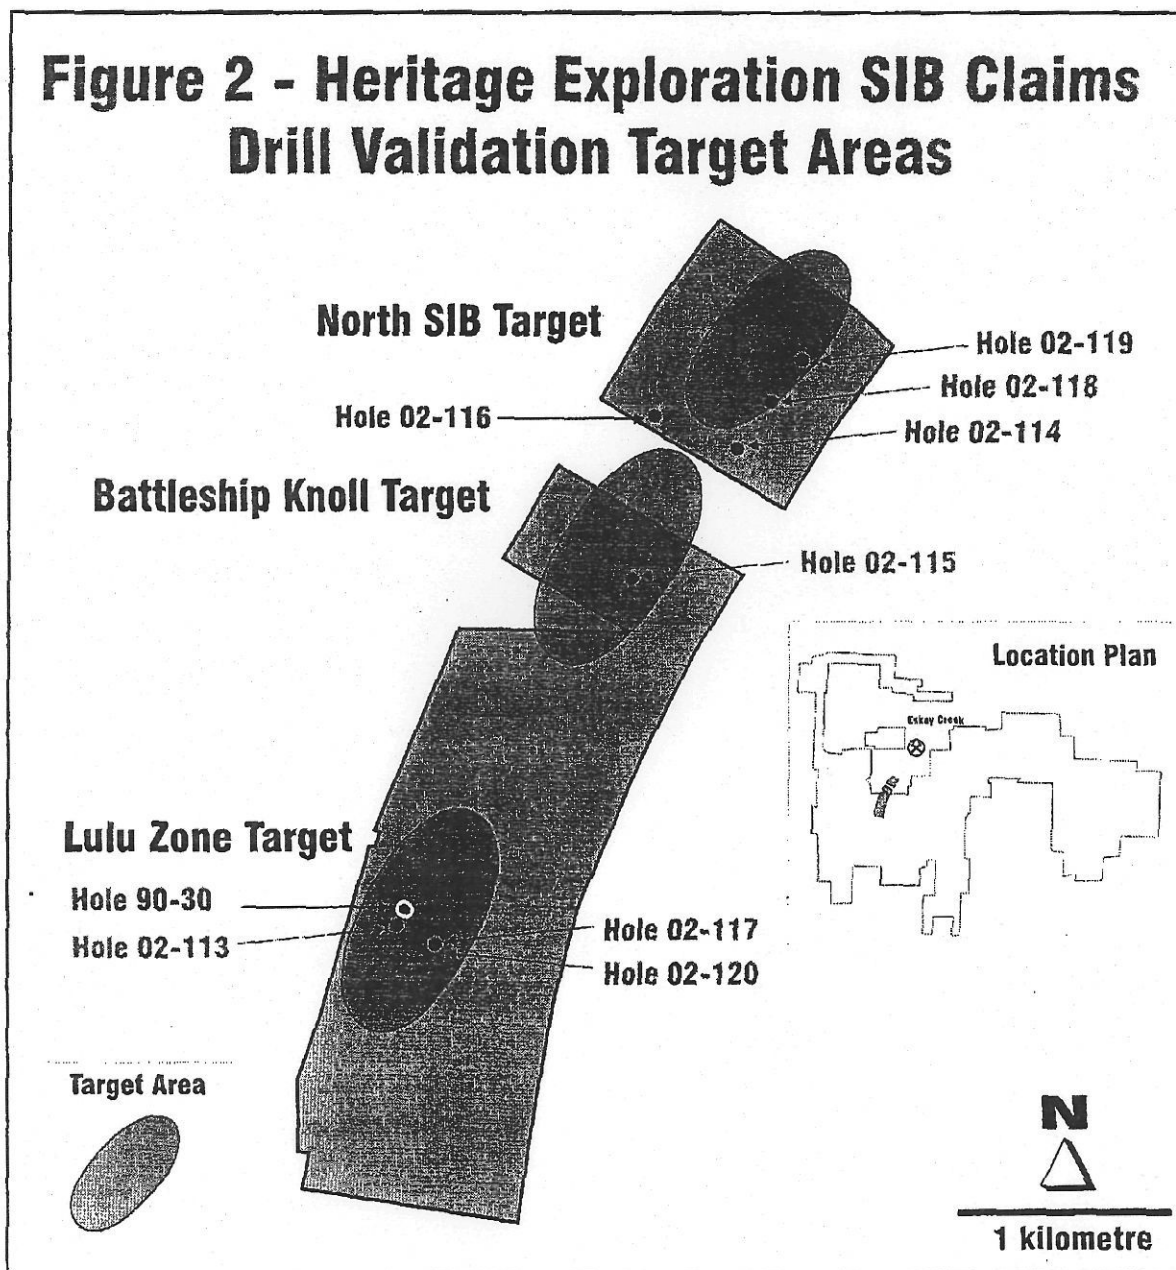 Figure 2 - Heritage Exploration SIB Claims
Drill Validation Target Areas
North SIB Target
Hole 02-119
Hole 02-118
Hole 02-116
Hole 02-114
Battleship Knoll Target
Hole 02-115
Location Plan
Eskay Creek
Lulu Zone Target
Hole 90-30
Hole 02-113
Hole 02-117
Hole 02-120
Target Area
N
1 kilometre